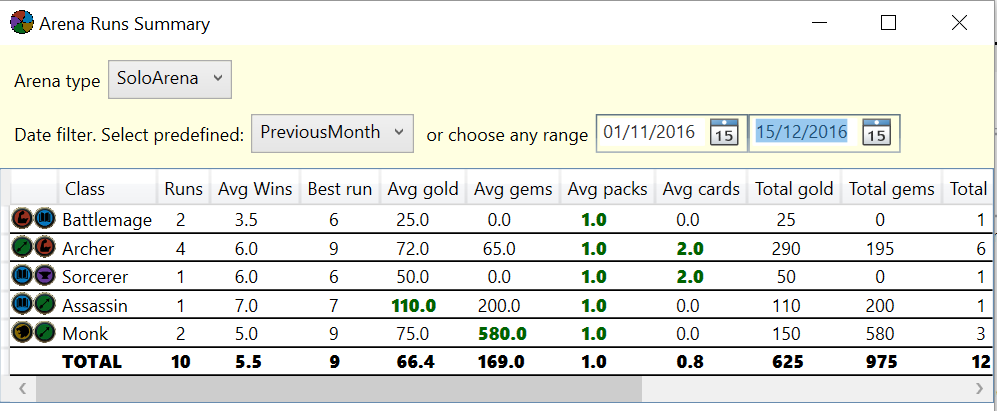 Arena Runs Summary
Arena type SoloArena
Date filter. Select predefined: PreviousMonth or choose any range 01/11/2016 15 15/12/2016 15
Class Runs Avg Wins Best run Avg gold Avg gems Avg packs Avg cards Total gold Total gems Total
Battlemage 2 3.5 6 25.0 0.0 1.0 0.0 25 0 1
Archer 4 6.0 9 72.0 65.0 1.0 2.0 290 195 6
Sorcerer 1 6.0 6 50.0 0.0 1.0 2.0 50 0 1
Assassin 1 7.0 7 110.0 200.0 1.0 0.0 110 200 1
Monk 2 5.0 9 75.0 580.0 1.0 0.0 150 580 3
TOTAL 10 5.5 9 66.4 169.0 1.0 0.8 625 975 12